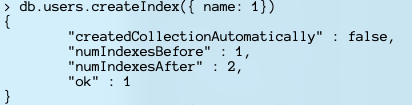 > db.users.createIndex({ name: 1})
{
        "createdCollectionAutomatically" : false,
        "numIndexesBefore" : 1,
        "numIndexesAfter" : 2,
        "ok" : 1
}